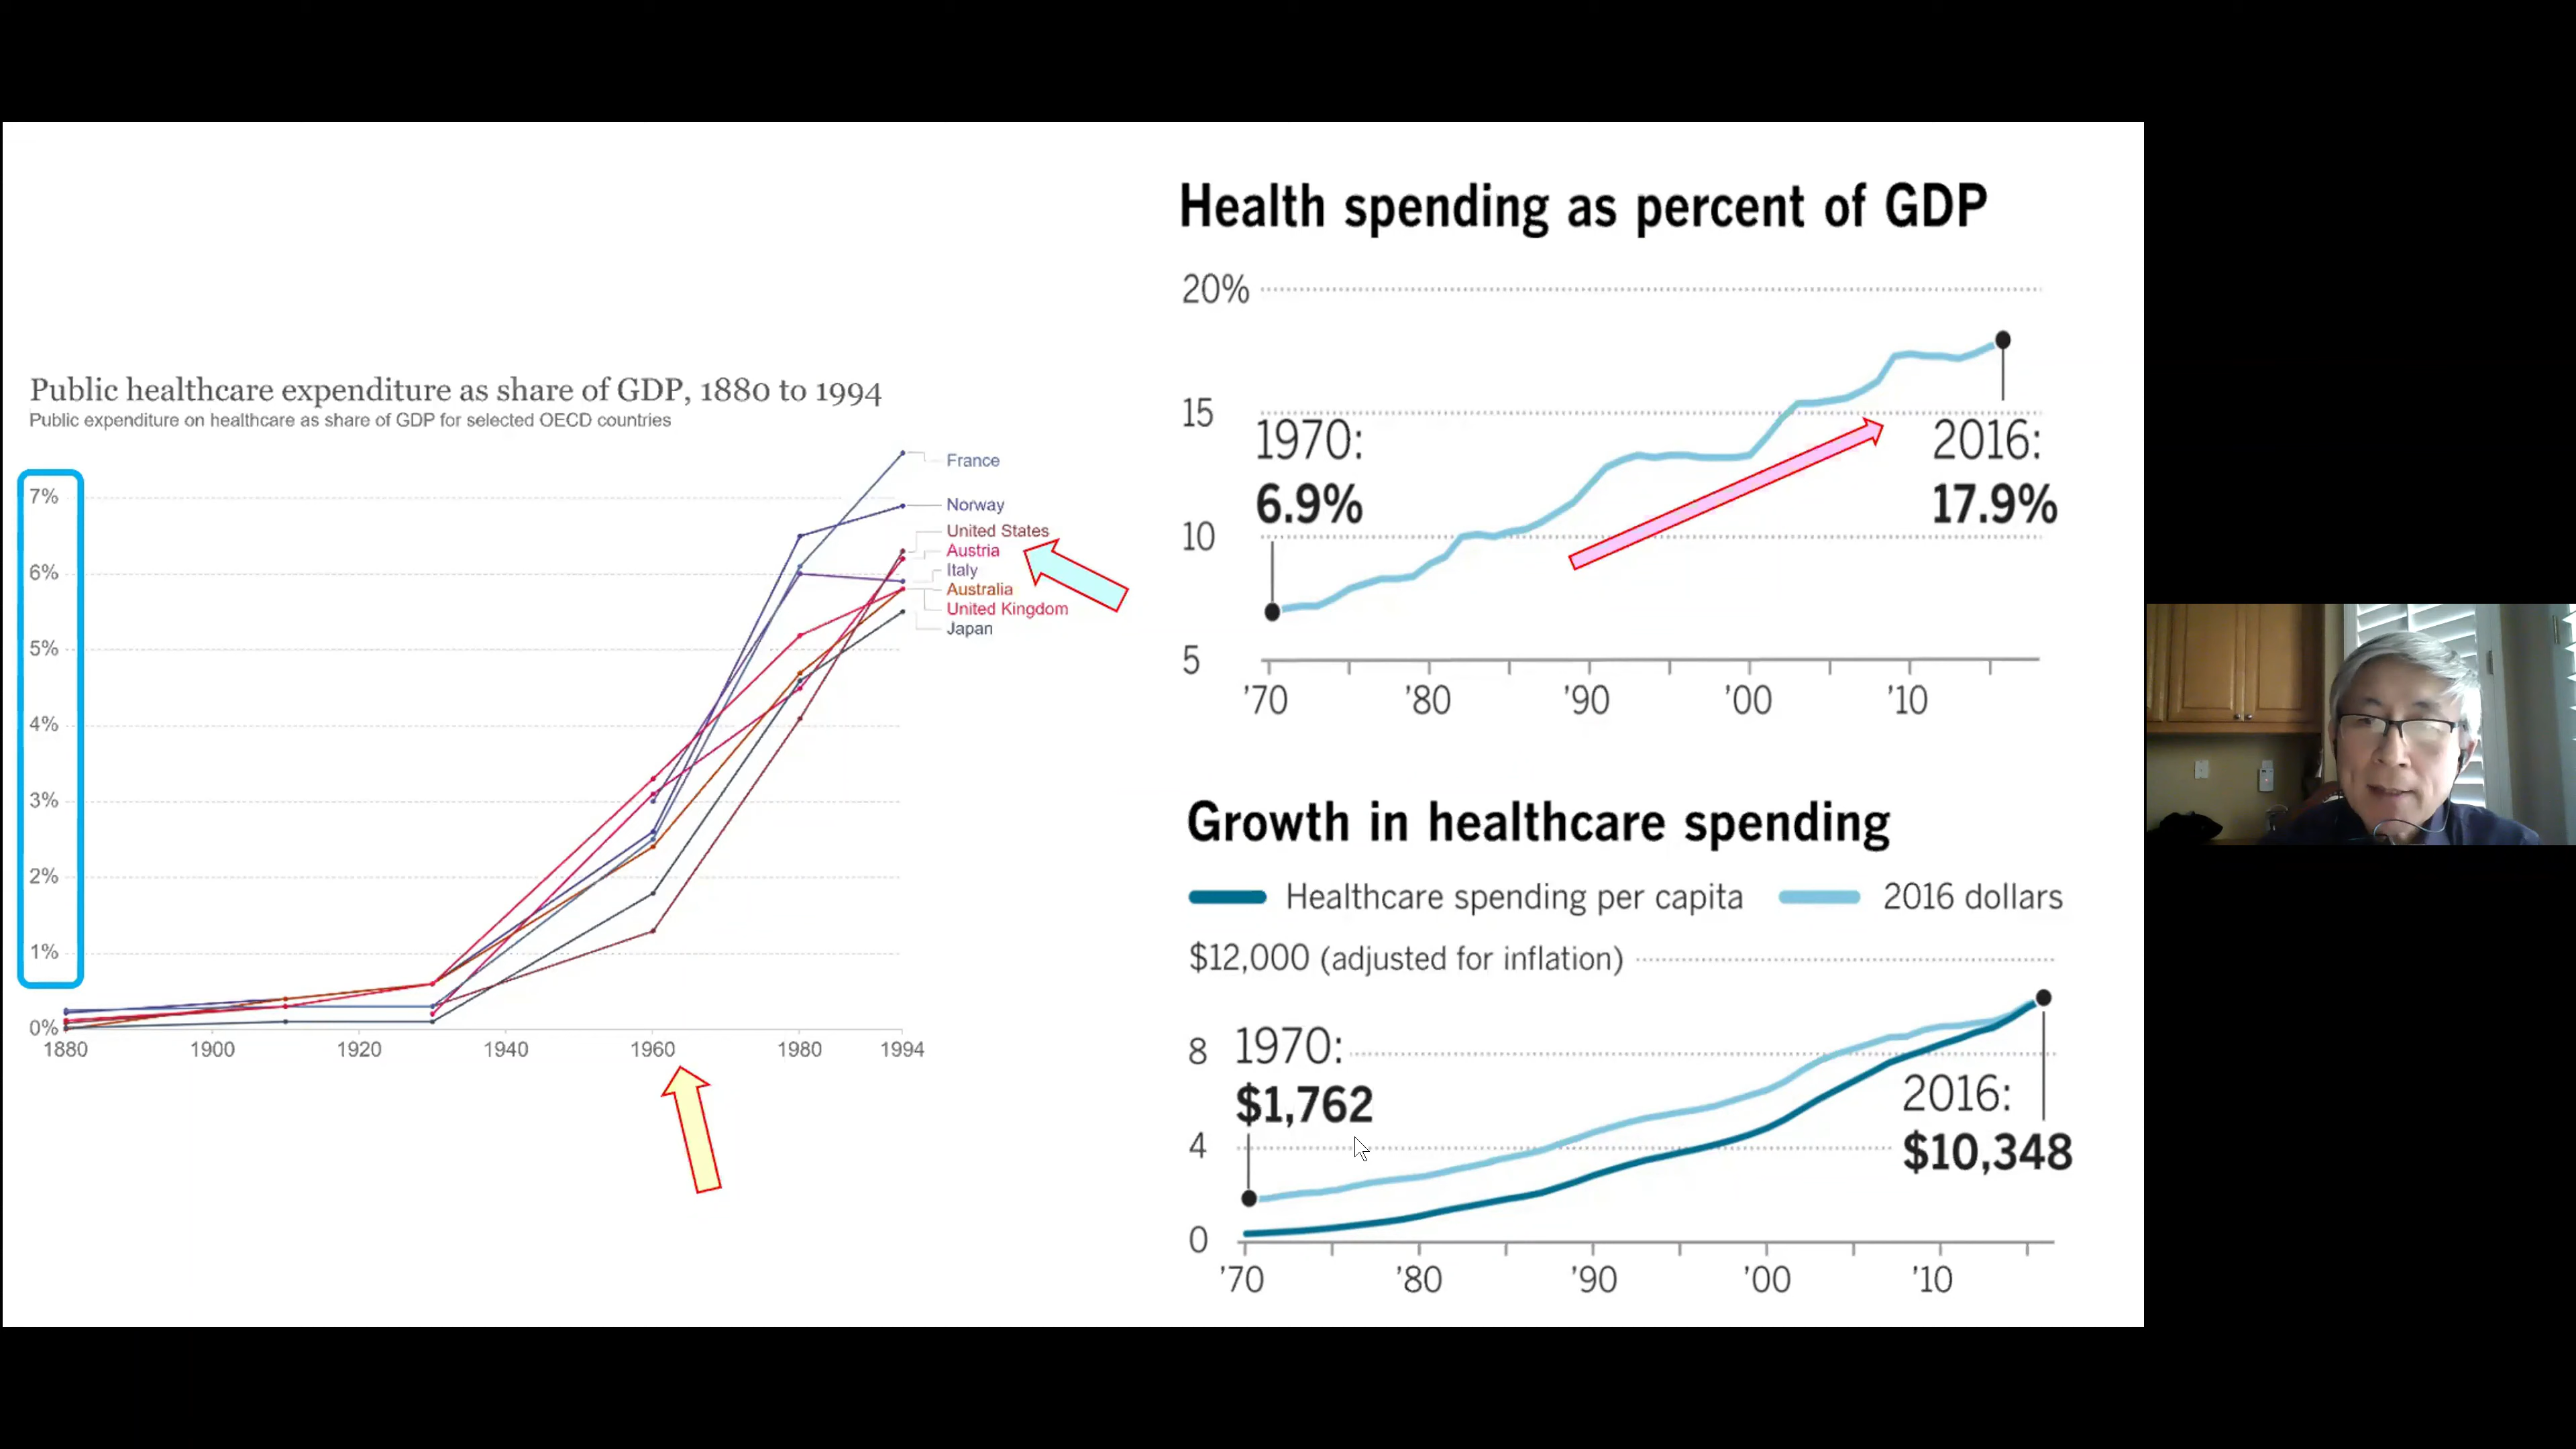 Public healthcare expenditure as share of GDP, 1880 to 1994
Public expenditure on healthcare as share of GDP for selected OECD countries
7%
6%
5%
4%
3%
2%
1%
0%
1880 1900 1920 1940 1960 1980 1994
France
Norway
United States
Austria
Italy
Australia
United Kingdom
Japan
Health spending as percent of GDP
20%
15
10
5
1970:
6.9%
2016:
17.9%
'70 '80 '90 '00 '10
Growth in healthcare spending
Healthcare spending per capita 2016 dollars
$12,000 (adjusted for inflation)
8
4
0
1970:
$1,762
2016:
$10,348
'70 '80 '90 '00 '10